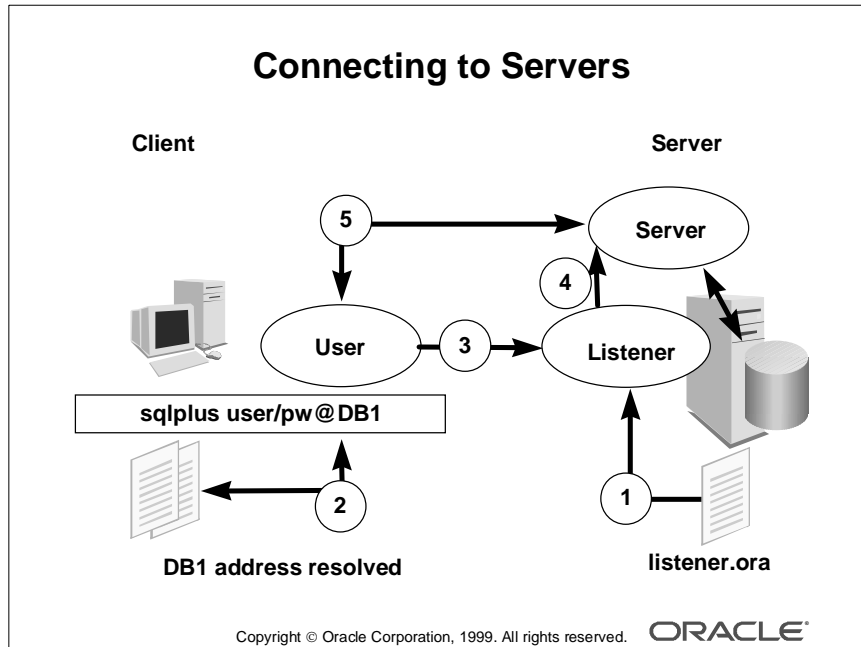 Connecting to Servers
Client
Server
5
Server
4
User
3
Listener
sqlplus user/pw@DB1
2
1
DB1 address resolved
listener.ora
Copyright © Oracle Corporation, 1999. All rights reserved.
ORACLE®